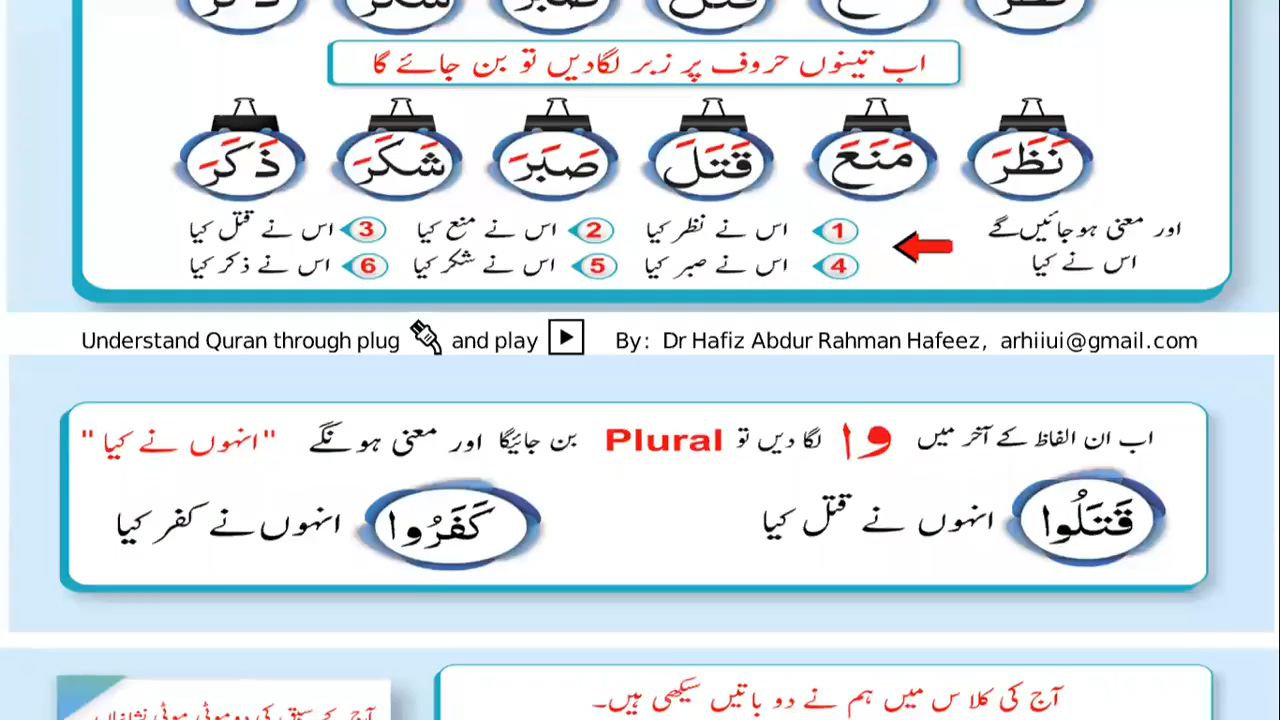 اب تینوں حروف پر زبر لگادیں تو بن جائے گا
نَظَرَ مَنَعَ قَتَلَ صَبَرَ شَكَرَ ذَكَرَ
اور معنی ہوجائیں گے 1 اس نے نظر کیا 2 اس نے منع کیا 3 اس نے قتل کیا
اس نے کیا 4 اس نے صبر کیا 5 اس نے شکر کیا 6 اس نے ذکر کیا
Understand Quran through plug and play By: Dr Hafiz Abdur Rahman Hafeez, arhiiui@gmail.com
اب ان الفاظ کے آخر میں وا لگا دیں تو Plural بن جائیگا اور معنی ہونگے "انہوں نے کیا"
قَتَلُوا انہوں نے قتل کیا كَفَرُوا انہوں نے کفر کیا
آج کی کلاس میں ہم نے دو باتیں سیکھی ہیں۔